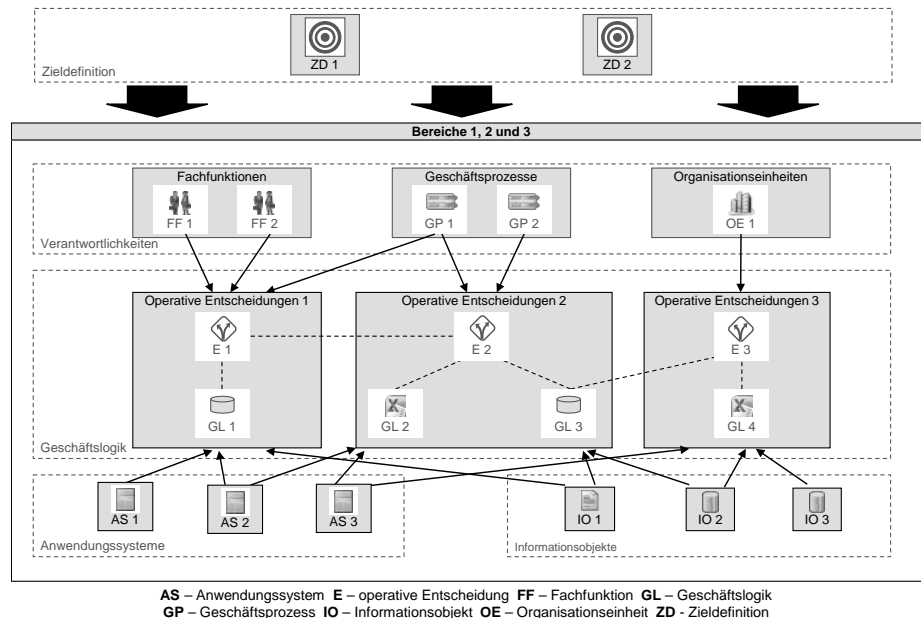 ZD 1
ZD 2
Zieldefinition
Bereiche 1, 2 und 3
Fachfunktionen
Geschäftsprozesse
Organisationseinheiten
FF 1
FF 2
GP 1
GP 2
OE 1
Verantwortlichkeiten
Operative Entscheidungen 1
Operative Entscheidungen 2
Operative Entscheidungen 3
E 1
E 2
E 3
GL 1
GL 2
GL 3
GL 4
Geschäftslogik
AS 1
AS 2
AS 3
IO 1
IO 2
IO 3
Anwendungssysteme
Informationsobjekte
AS – Anwendungssystem E – operative Entscheidung FF – Fachfunktion GL – Geschäftslogik
GP – Geschäftsprozess IO – Informationsobjekt OE – Organisationseinheit ZD - Zieldefinition